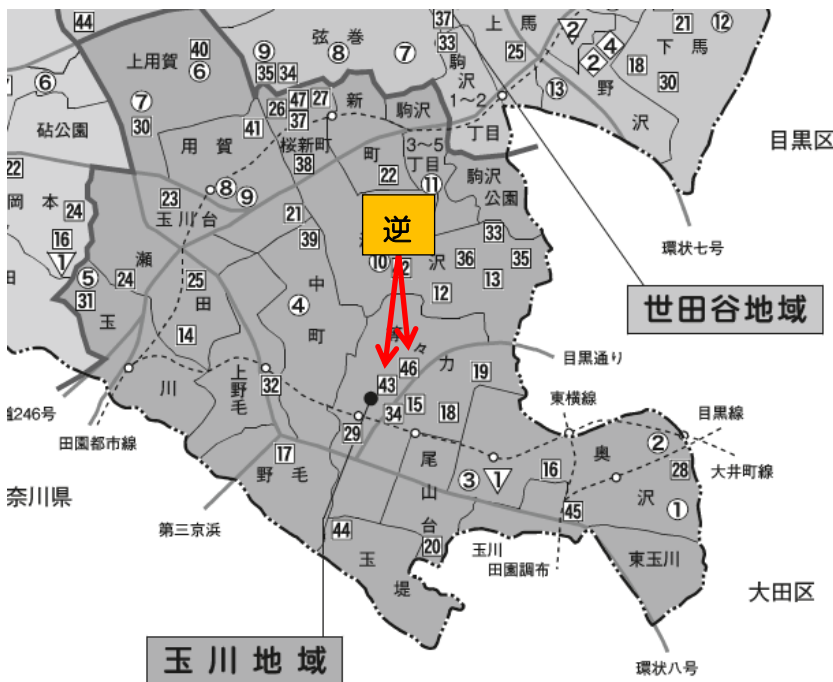 44
弦巻
37
上馬
2
21
12
上用賀
40
9
8
7
33
25
4
下馬
6
6
35
34
駒沢
1～2
丁目
2
18
30
13
野沢
7
47
27
新町
駒沢
3～5
丁目
砧公園
30
41
26
37
用賀
桜新町
38
22
11
駒沢
公園
目黒区
22
岡本
24
23
8
9
玉川台
21
逆
33
環状七号
16
1
39
10
沢
36
35
5
24
瀬田
25
中町
12
13
世田谷地域
31
玉川
14
4
々力
目黒通り
46
19
上野毛
32
43
東横線
246号
34
15
18
目黒線
田園都市線
29
奥沢
2
17
尾山台
16
28
大井町線
野毛
3
1
奈川県
45
1
第三京浜
44
玉堤
20
玉川
田園調布
東玉川
大田区
玉川地域
環状八号